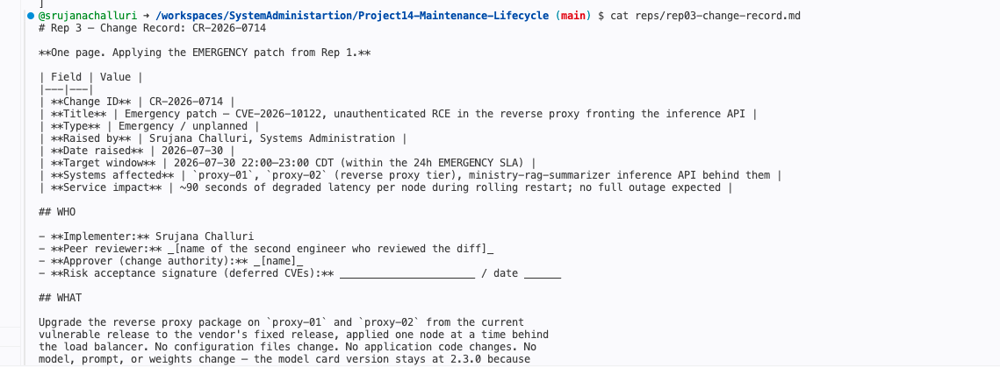 ]
@srujanachalluri → /workspaces/SystemAdministartion/Project14-Maintenance-Lifecycle (main) $ cat reps/rep03-change-record.md
# Rep 3 — Change Record: CR-2026-0714
**One page. Applying the EMERGENCY patch from Rep 1.**
| Field | Value |
|---|---|
| **Change ID** | CR-2026-0714 |
| **Title** | Emergency patch — CVE-2026-10122, unauthenticated RCE in the reverse proxy fronting the inference API |
| **Type** | Emergency / unplanned |
| **Raised by** | Srujana Challuri, Systems Administration |
| **Date raised** | 2026-07-30 |
| **Target window** | 2026-07-30 22:00–23:00 CDT (within the 24h EMERGENCY SLA) |
| **Systems affected** | `proxy-01`, `proxy-02` (reverse proxy tier), ministry-rag-summarizer inference API behind them |
| **Service impact** | ~90 seconds of degraded latency per node during rolling restart; no full outage expected |
## WHO
- **Implementer:** Srujana Challuri
- **Peer reviewer:** _[name of the second engineer who reviewed the diff]_
- **Approver (change authority):** _[name]_
- **Risk acceptance signature (deferred CVEs):** ______________________ / date ______
## WHAT
Upgrade the reverse proxy package on `proxy-01` and `proxy-02` from the current
vulnerable release to the vendor's fixed release, applied one node at a time behind
the load balancer. No configuration files change. No application code changes. No
model, prompt, or weights change — the model card version stays at 2.3.0 because